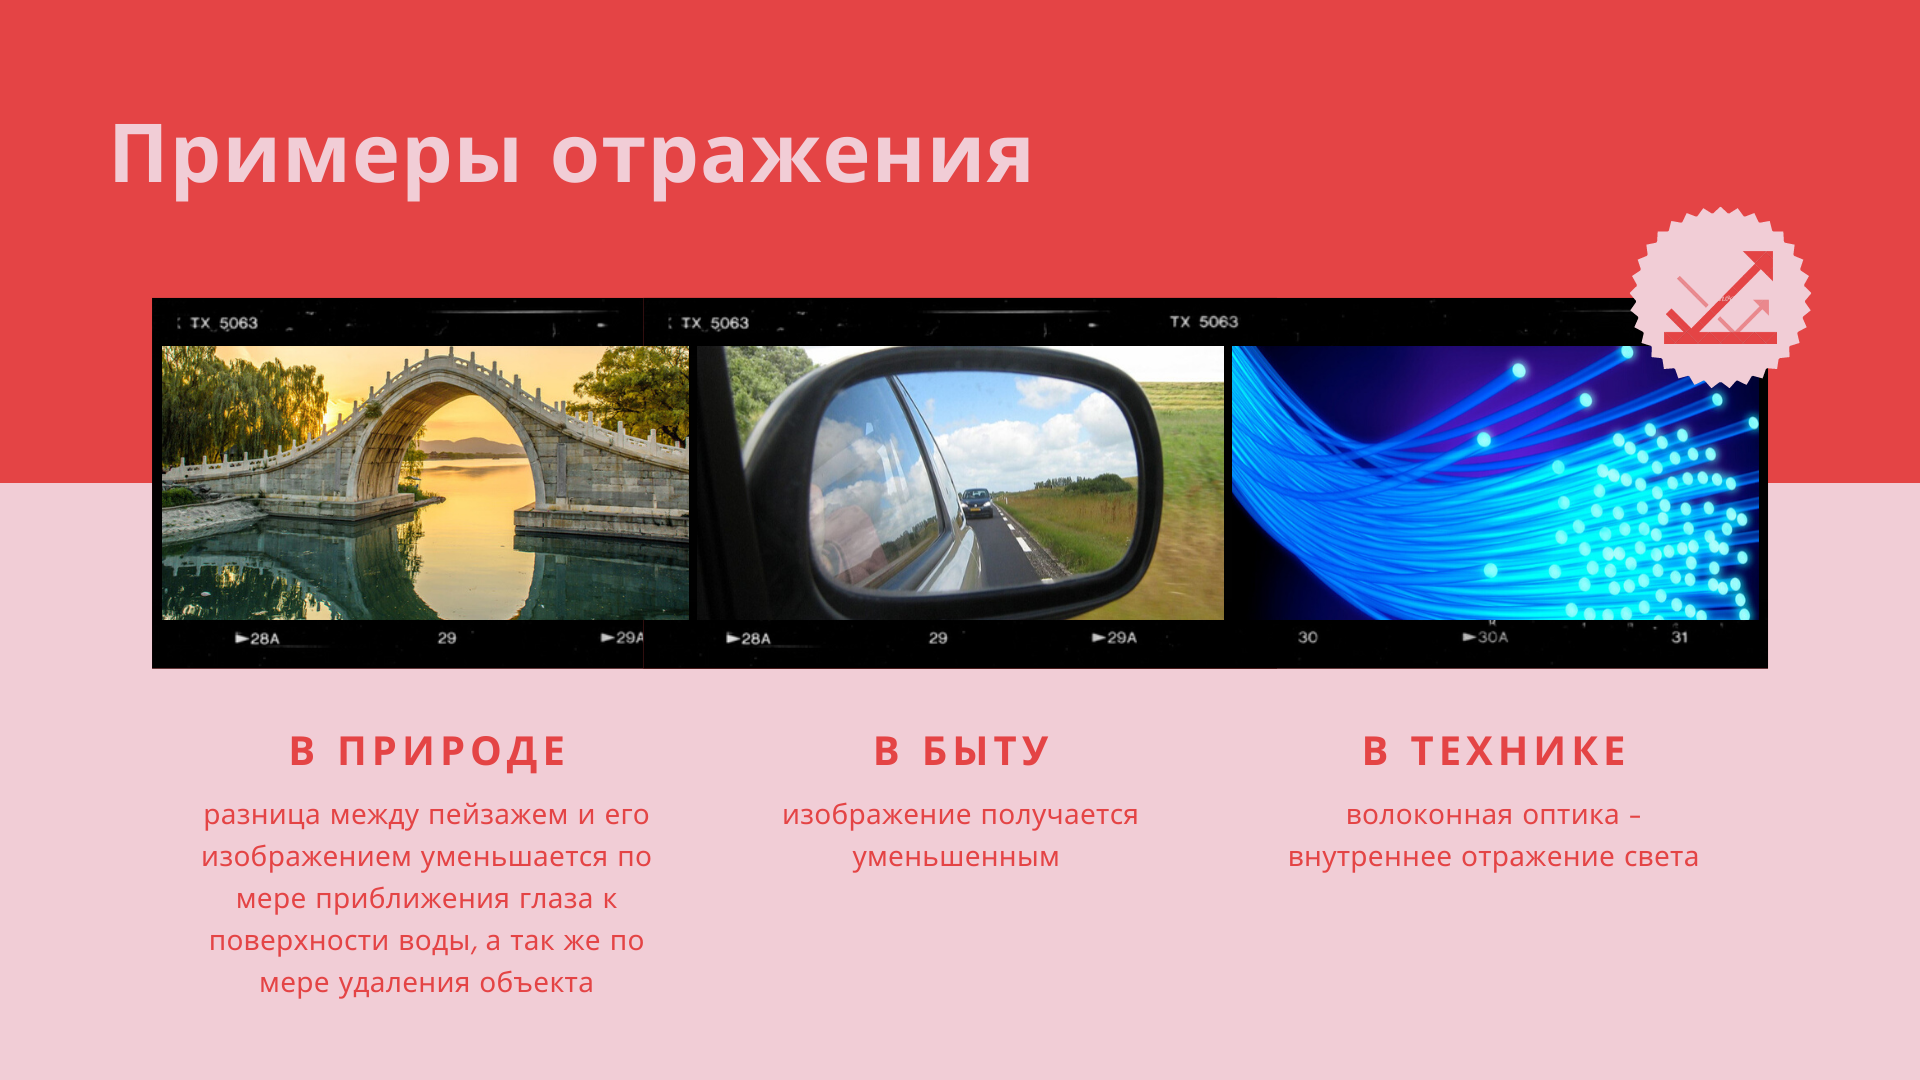 Примеры отражения
TX 5063
TX 5063
TX 5063
28A
29
29A
28A
29
29A
30
30A
31
В ПРИРОДЕ
разница между пейзажем и его
изображением уменьшается по
мере приближения глаза к
поверхности воды, а так же по
мере удаления объекта
В БЫТУ
изображение получается
уменьшенным
В ТЕХНИКЕ
волоконная оптика –
внутреннее отражение света